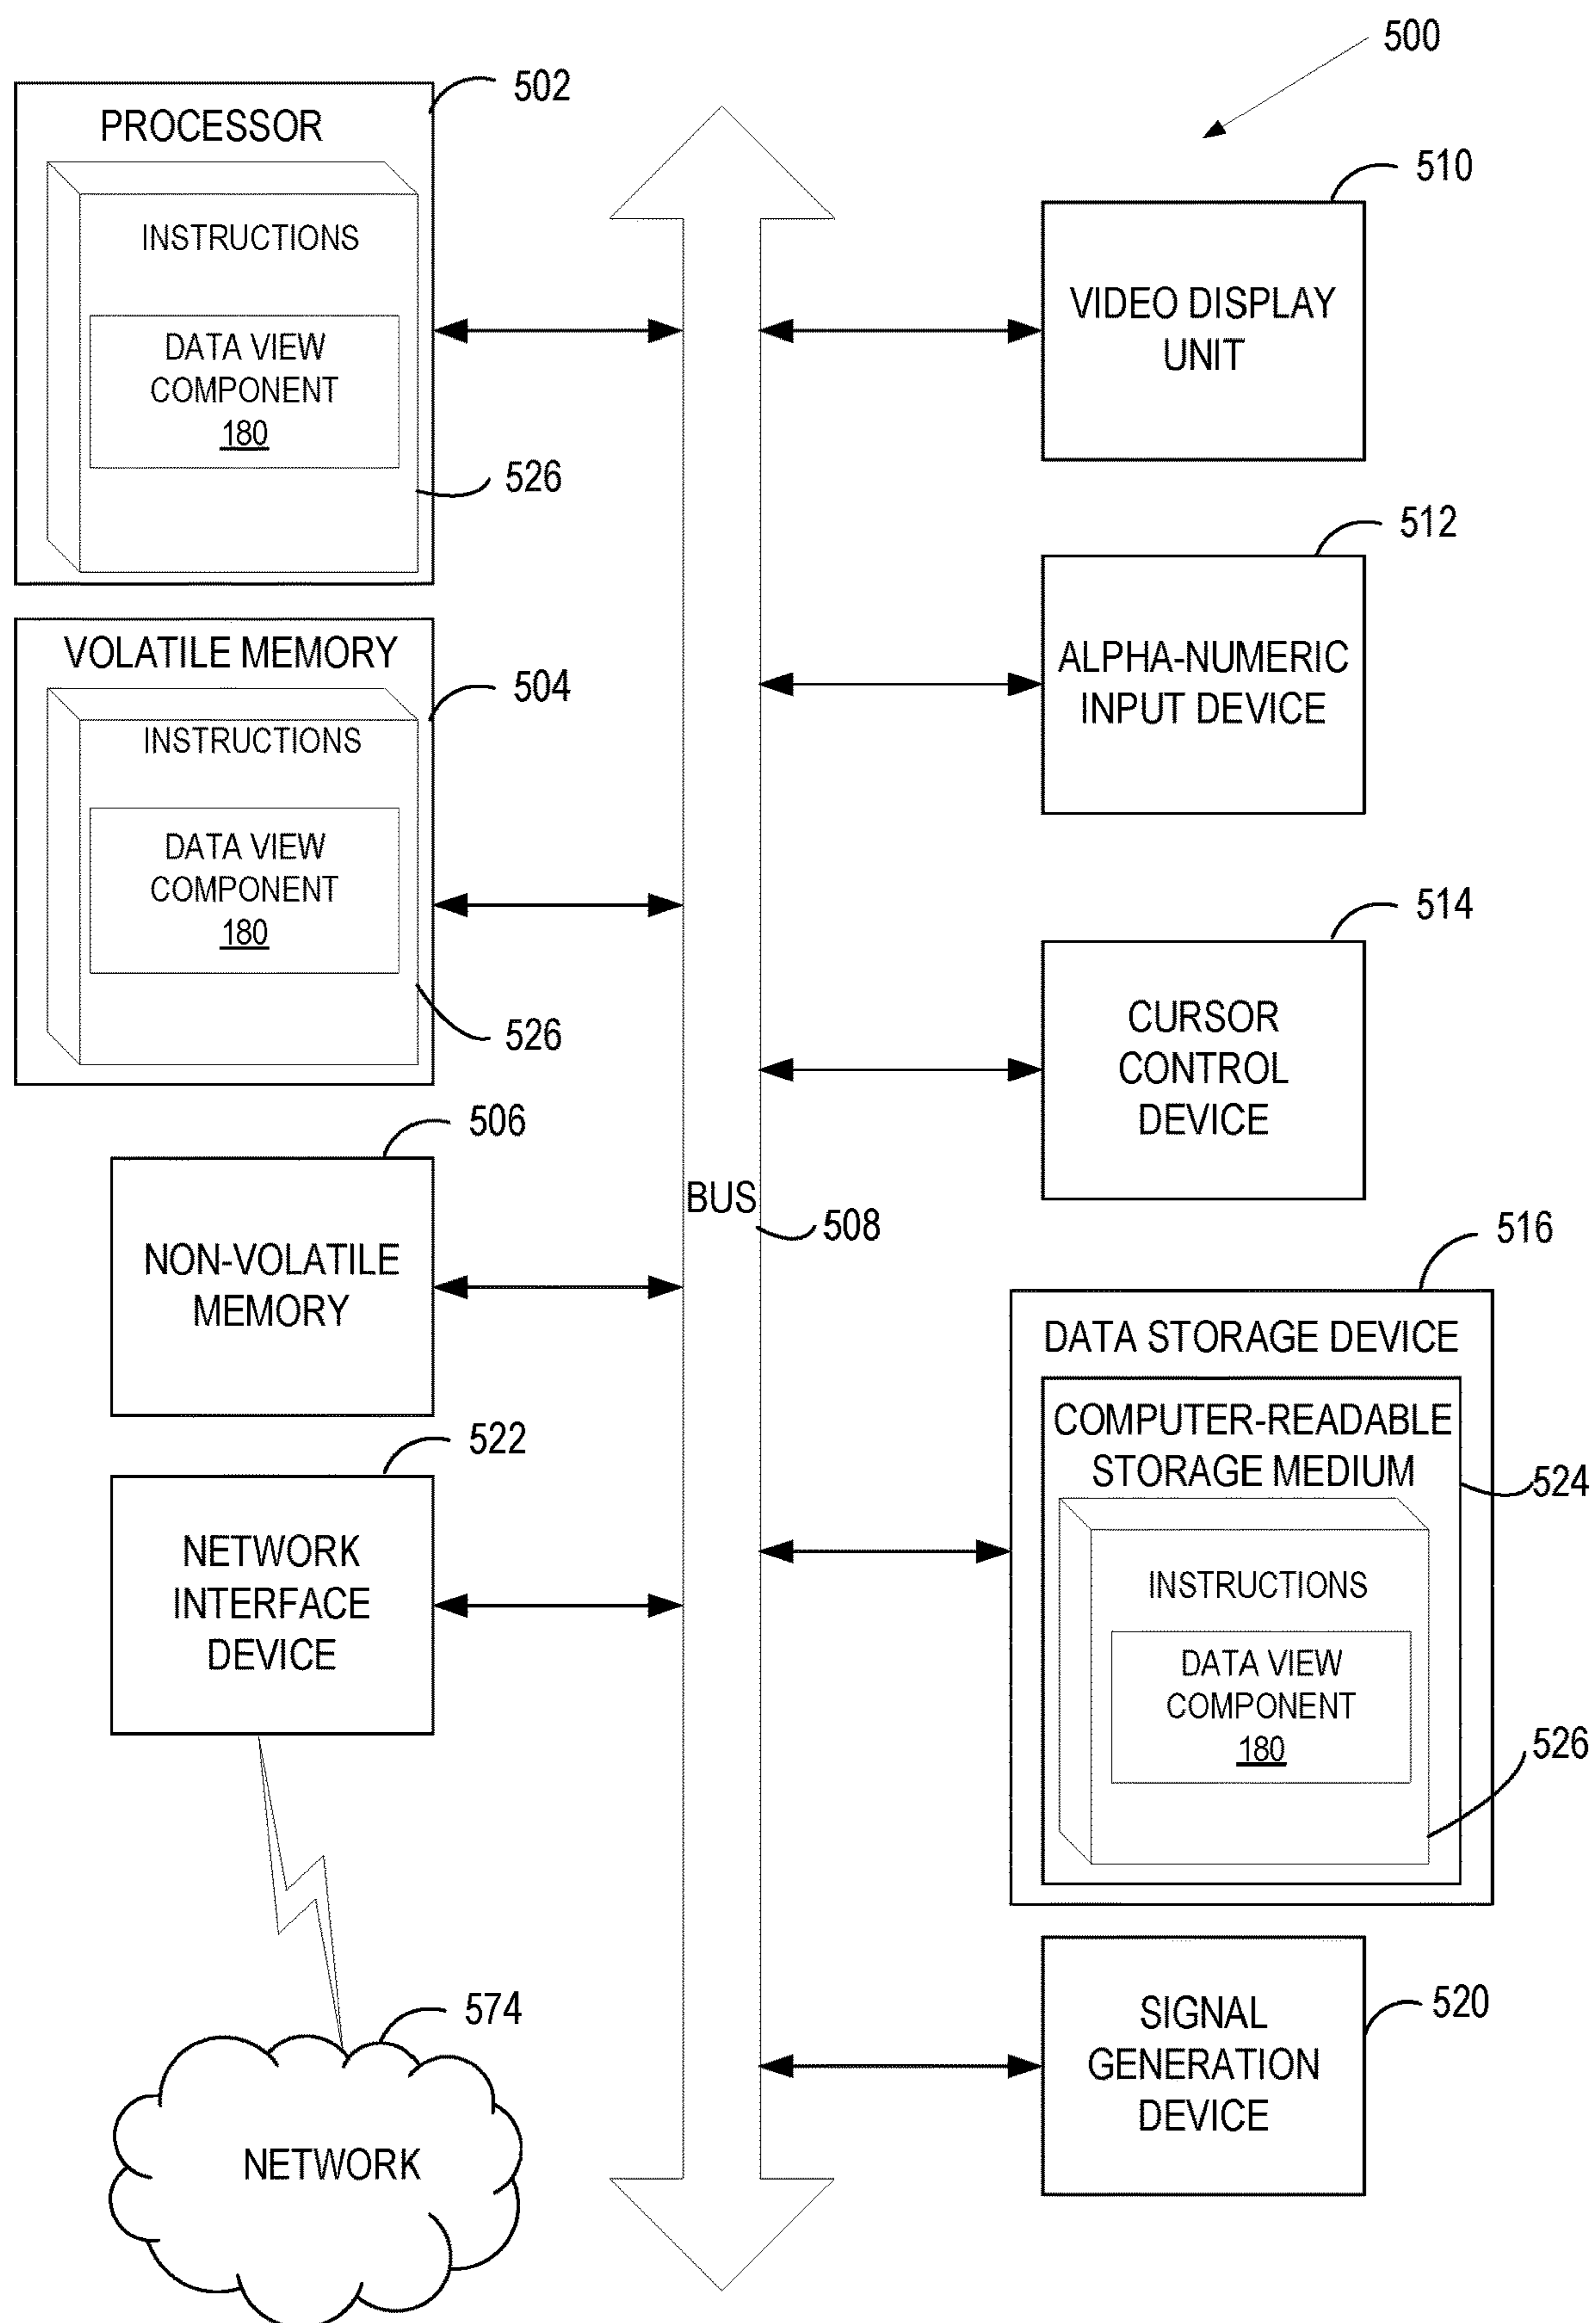 500
502
PROCESSOR
INSTRUCTIONS
DATA VIEW
COMPONENT
180
526
VOLATILE MEMORY
504
INSTRUCTIONS
DATA VIEW
COMPONENT
180
526
506
NON-VOLATILE
MEMORY
522
NETWORK
INTERFACE
DEVICE
574
NETWORK
BUS
508
510
VIDEO DISPLAY
UNIT
512
ALPHA-NUMERIC
INPUT DEVICE
514
CURSOR
CONTROL
DEVICE
516
DATA STORAGE DEVICE
COMPUTER-READABLE
STORAGE MEDIUM
524
INSTRUCTIONS
DATA VIEW
COMPONENT
180
526
520
SIGNAL
GENERATION
DEVICE